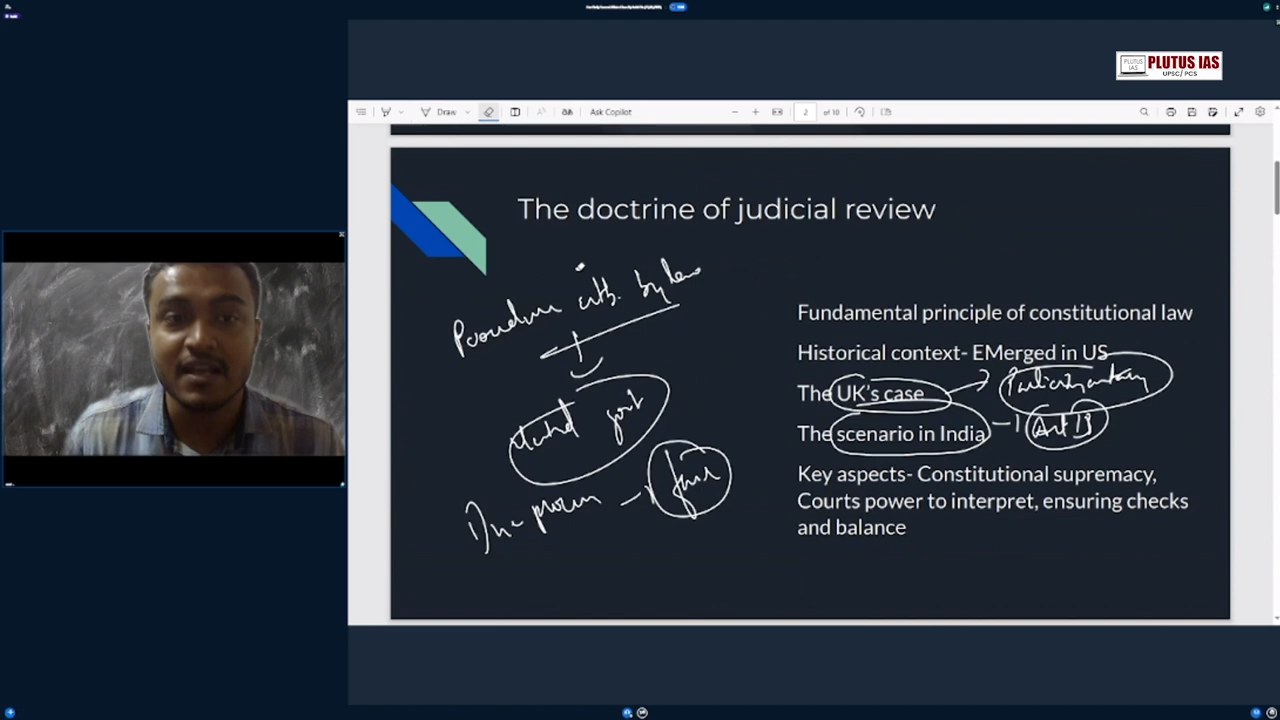 PLUTUS IAS
UPSC/ PCS
Draw
Ask Copilot
2 of 10
The doctrine of judicial review
Procedure by law
Due process
Fundamental principle of constitutional law
Historical context- EMerged in US
The UK's case
Parliamentary
The scenario in India
Art 13
Key aspects- Constitutional supremacy,
Courts power to interpret, ensuring checks
and balance